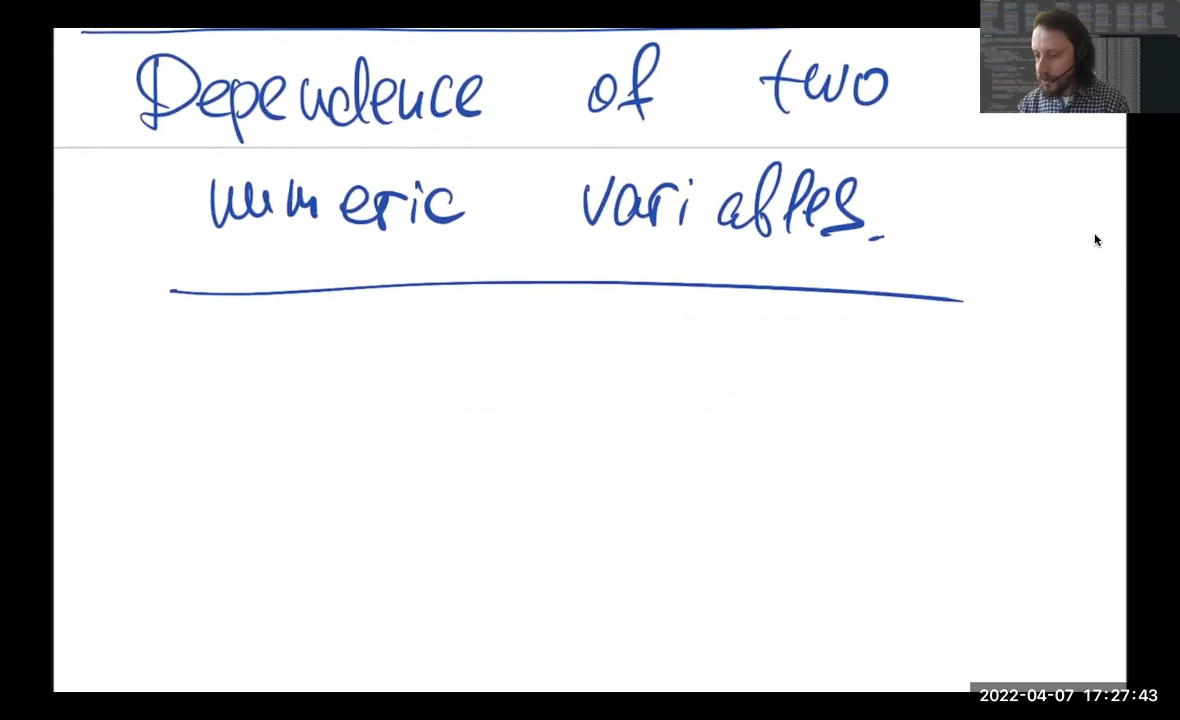 Dependence of two
numeric variables.
2022-04-07 17:27:43